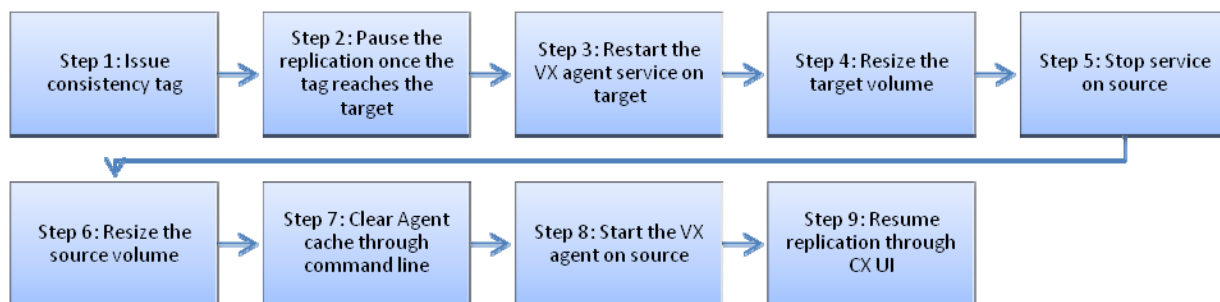 Step 1: Issue
consistency tag
Step 2: Pause the
replication once the
tag reaches the
target
Step 3: Restart the
VX agent service on
target
Step 4: Resize the
target volume
Step 5: Stop service
on source
Step 6: Resize the
source volume
Step 7: Clear Agent
cache through
command line
Step 8: Start the VX
agent on source
Step 9: Resume
replication through
CX UI